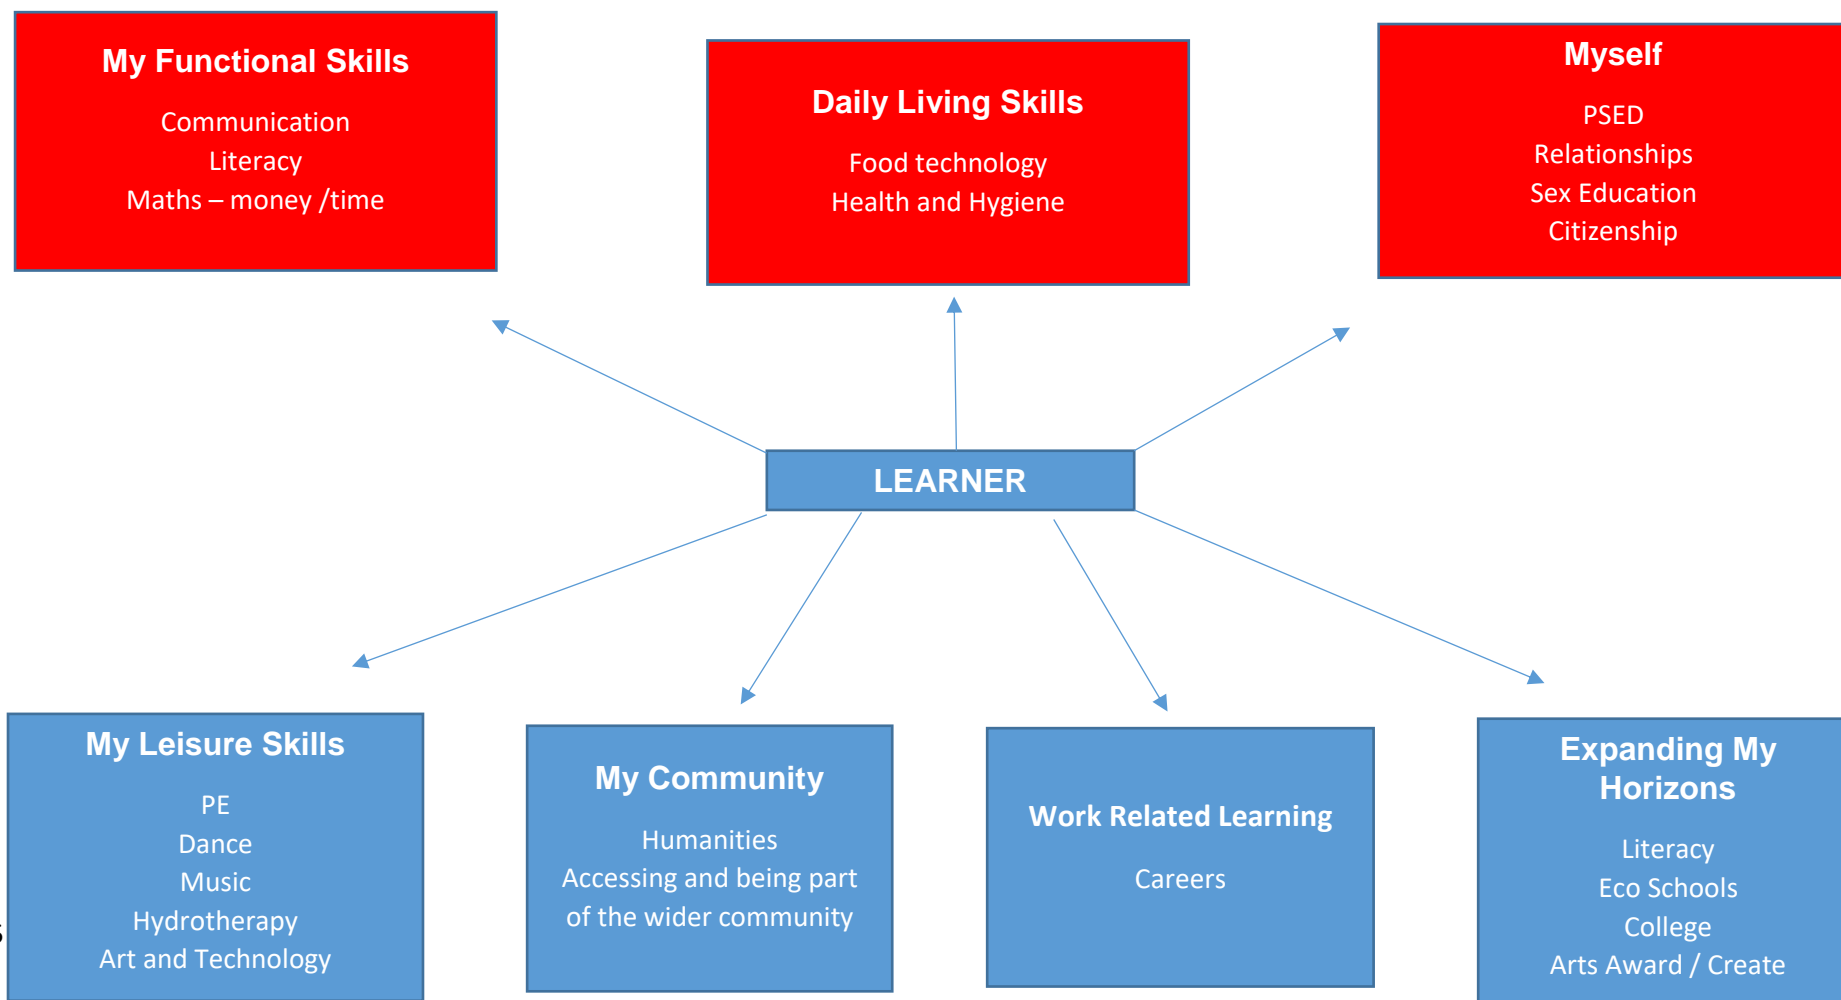 My Functional Skills
Communication
Literacy
Maths – money /time
Daily Living Skills
Food technology
Health and Hygiene
Myself
PSED
Relationships
Sex Education
Citizenship
LEARNER
My Leisure Skills
PE
Dance
Music
Hydrotherapy
Art and Technology
My Community
Humanities
Accessing and being part
of the wider community
Work Related Learning
Careers
Expanding My
Horizons
Literacy
Eco Schools
College
Arts Award / Create